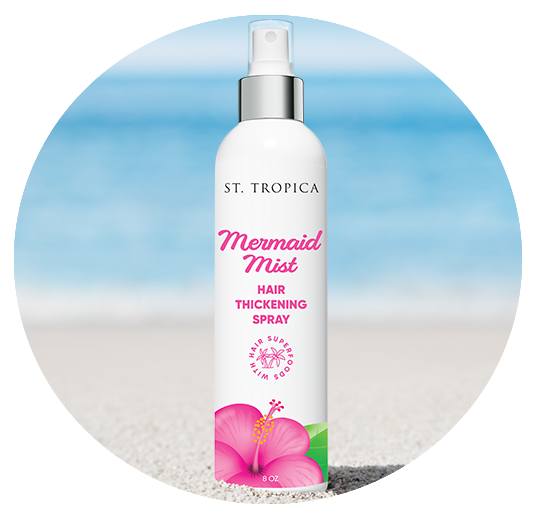 ST. TROPICA
Mermaid
Mist
HAIR
THICKENING
SPRAY
WITH HAIR SUPERFOODS
8 OZ